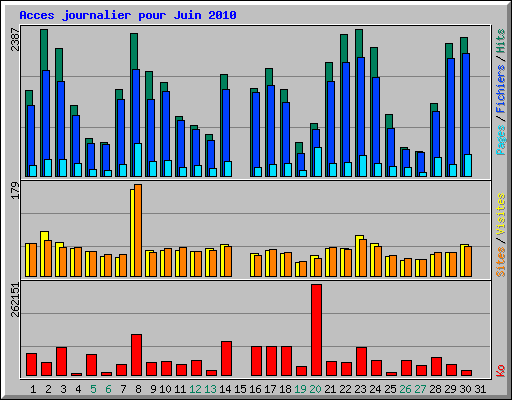 Acces journalier pour Juin 2010
2387
Pages / Fichiers / Hits
179
Sites / Visites
262151
Ko
1 2 3 4 5 6 7 8 9 10 11 12 13 14 15 16 17 18 19 20 21 22 23 24 25 26 27 28 29 30 31